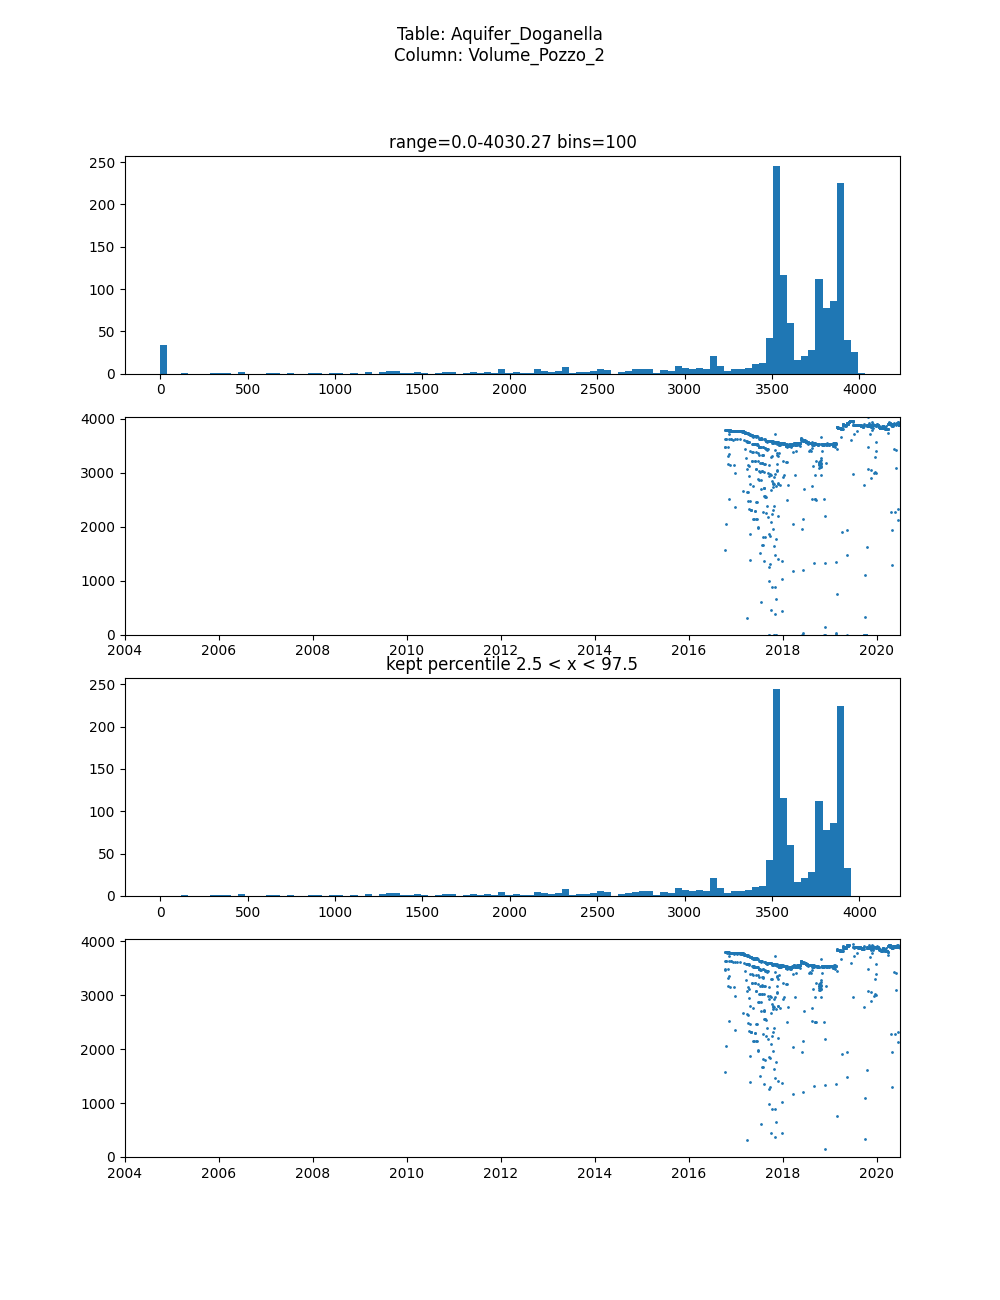 Table: Aquifer_Doganella
Column: Volume_Pozzo_2
range=0.0-4030.27 bins=100
250
200
150
100
50
0
0 500 1000 1500 2000 2500 3000 3500 4000
4000
3000
2000
1000
0
2004 2006 2008 2010 2012 2014 2016 2018 2020
kept percentile 2.5 < x < 97.5
250
200
150
100
50
0
0 500 1000 1500 2000 2500 3000 3500 4000
4000
3000
2000
1000
0
2004 2006 2008 2010 2012 2014 2016 2018 2020